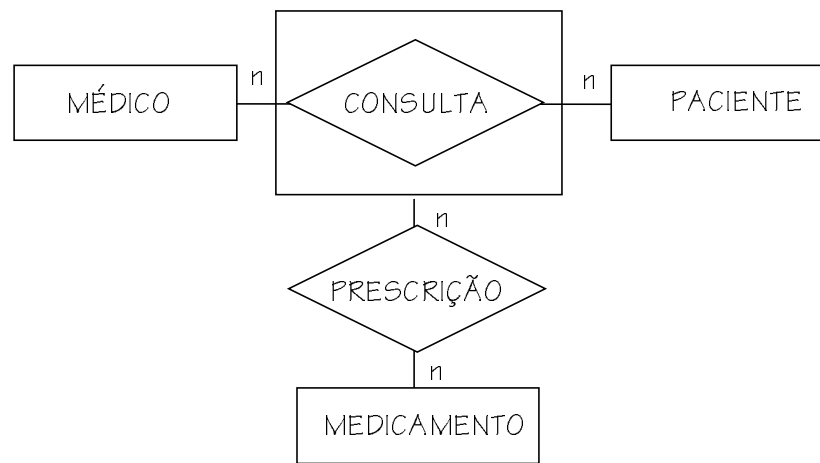 MÉDICO n CONSULTA n PACIENTE
n
PRESCRIÇÃO
n
MEDICAMENTO